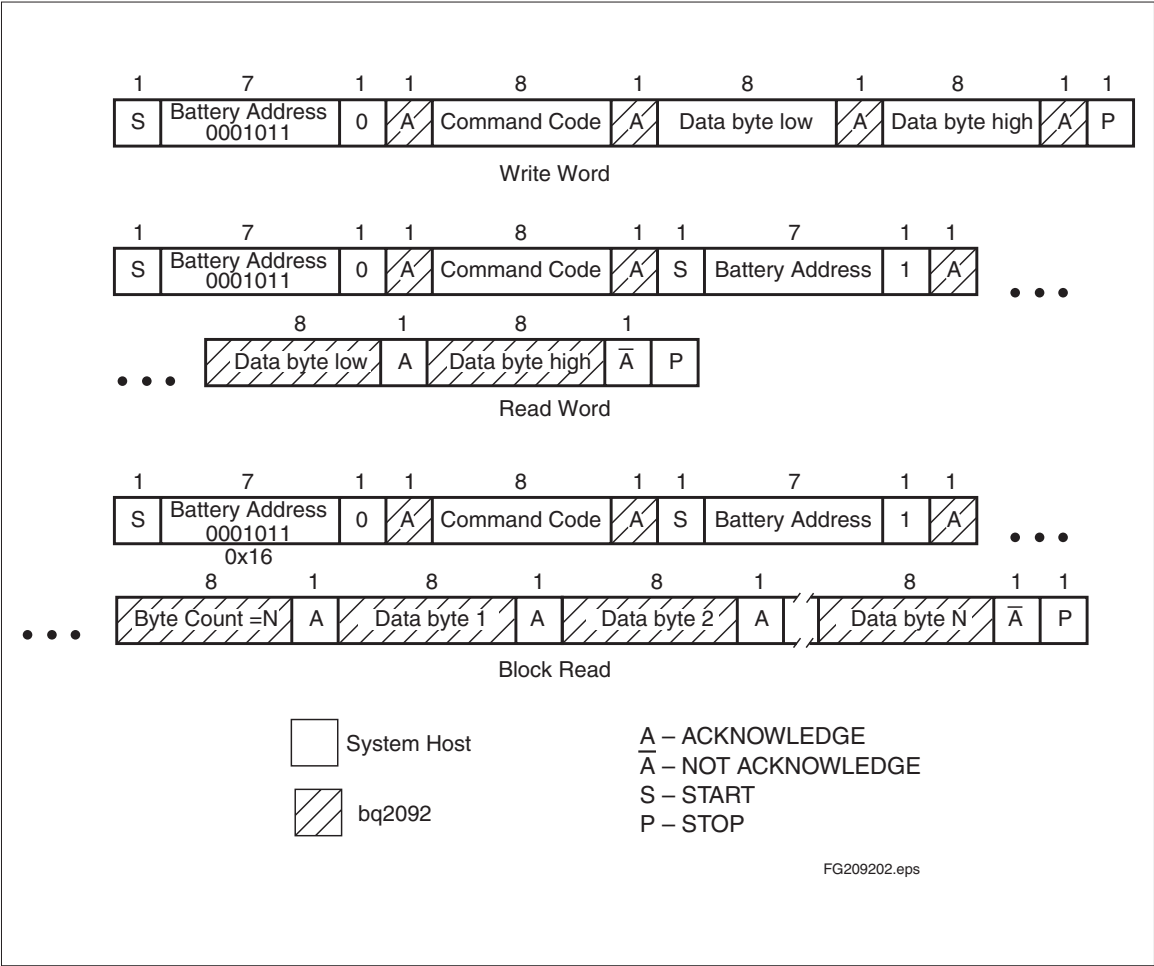 1 7 1 1 8 1 8 1 8 1 1
S Battery Address 0 A Command Code A Data byte low A Data byte high A P
0001011
Write Word
1 7 1 1 8 1 1 7 1 1
S Battery Address 0 A Command Code A S Battery Address 1 A
0001011
8 1 8 1
Data byte low A Data byte high A̅ P
Read Word
1 7 1 1 8 1 1 7 1 1
S Battery Address 0 A Command Code A S Battery Address 1 A
0001011
0x16
8 1 8 1 8 1 8 1 1
Byte Count =N A Data byte 1 A Data byte 2 A Data byte N A̅ P
Block Read
System Host
bq2092
A – ACKNOWLEDGE
A̅ – NOT ACKNOWLEDGE
S – START
P – STOP
FG209202.eps